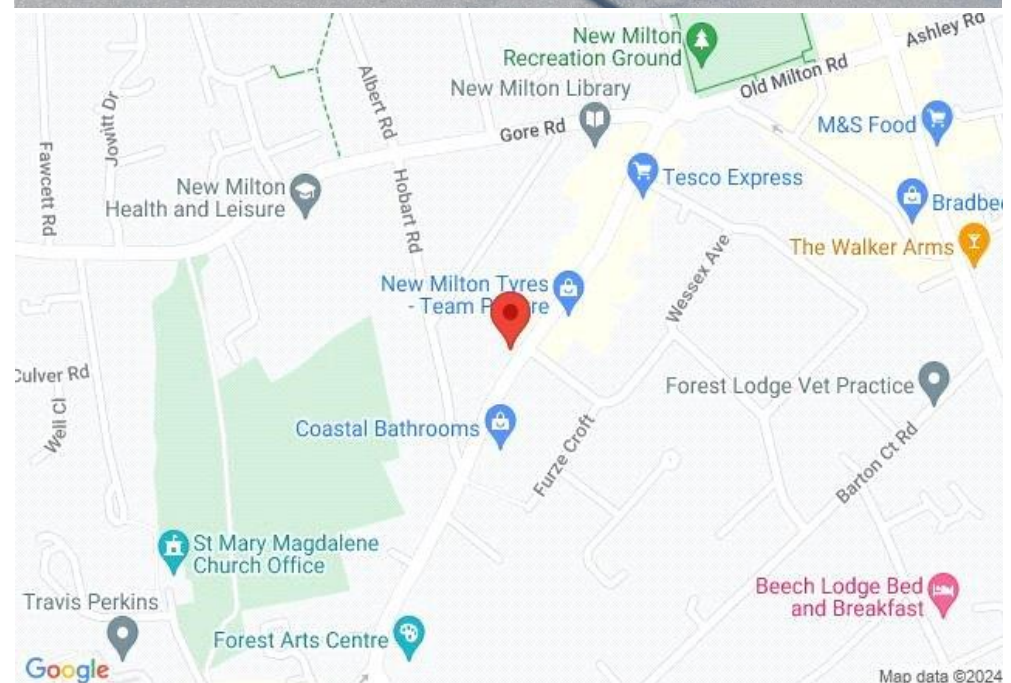 New Milton
Recreation Ground
Ashley Rd
Old Milton Rd
New Milton Library
Albert Rd
Jowitt Dr
Gore Rd
M&S Food
Fawcett Rd
Tesco Express
New Milton
Health and Leisure
Hobart Rd
Bradbee
The Walker Arms
Wessex Ave
New Milton Tyres
- Team P re
Culver Rd
Well Cl
Forest Lodge Vet Practice
Coastal Bathrooms
Furze Croft
Barton Ct Rd
St Mary Magdalene
Church Office
Beech Lodge Bed
and Breakfast
Travis Perkins
Forest Arts Centre
Google
Map data ©2024